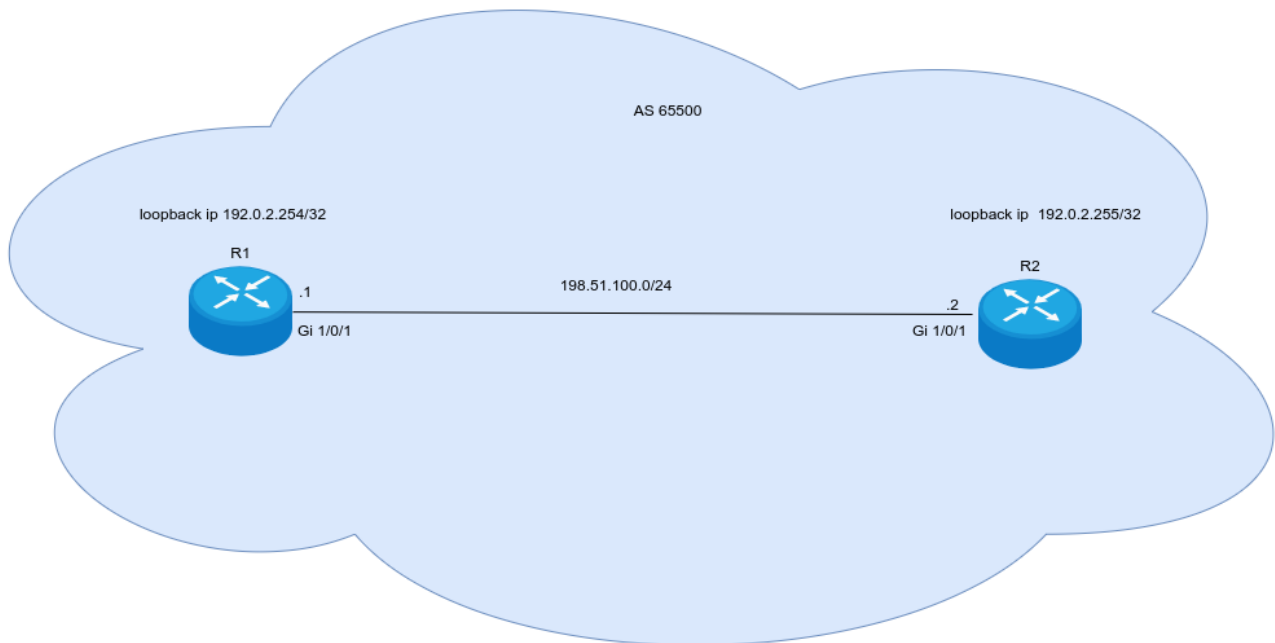 AS 65500
loopback ip 192.0.2.254/32
loopback ip 192.0.2.255/32
R1
R2
198.51.100.0/24
.1
.2
Gi 1/0/1
Gi 1/0/1